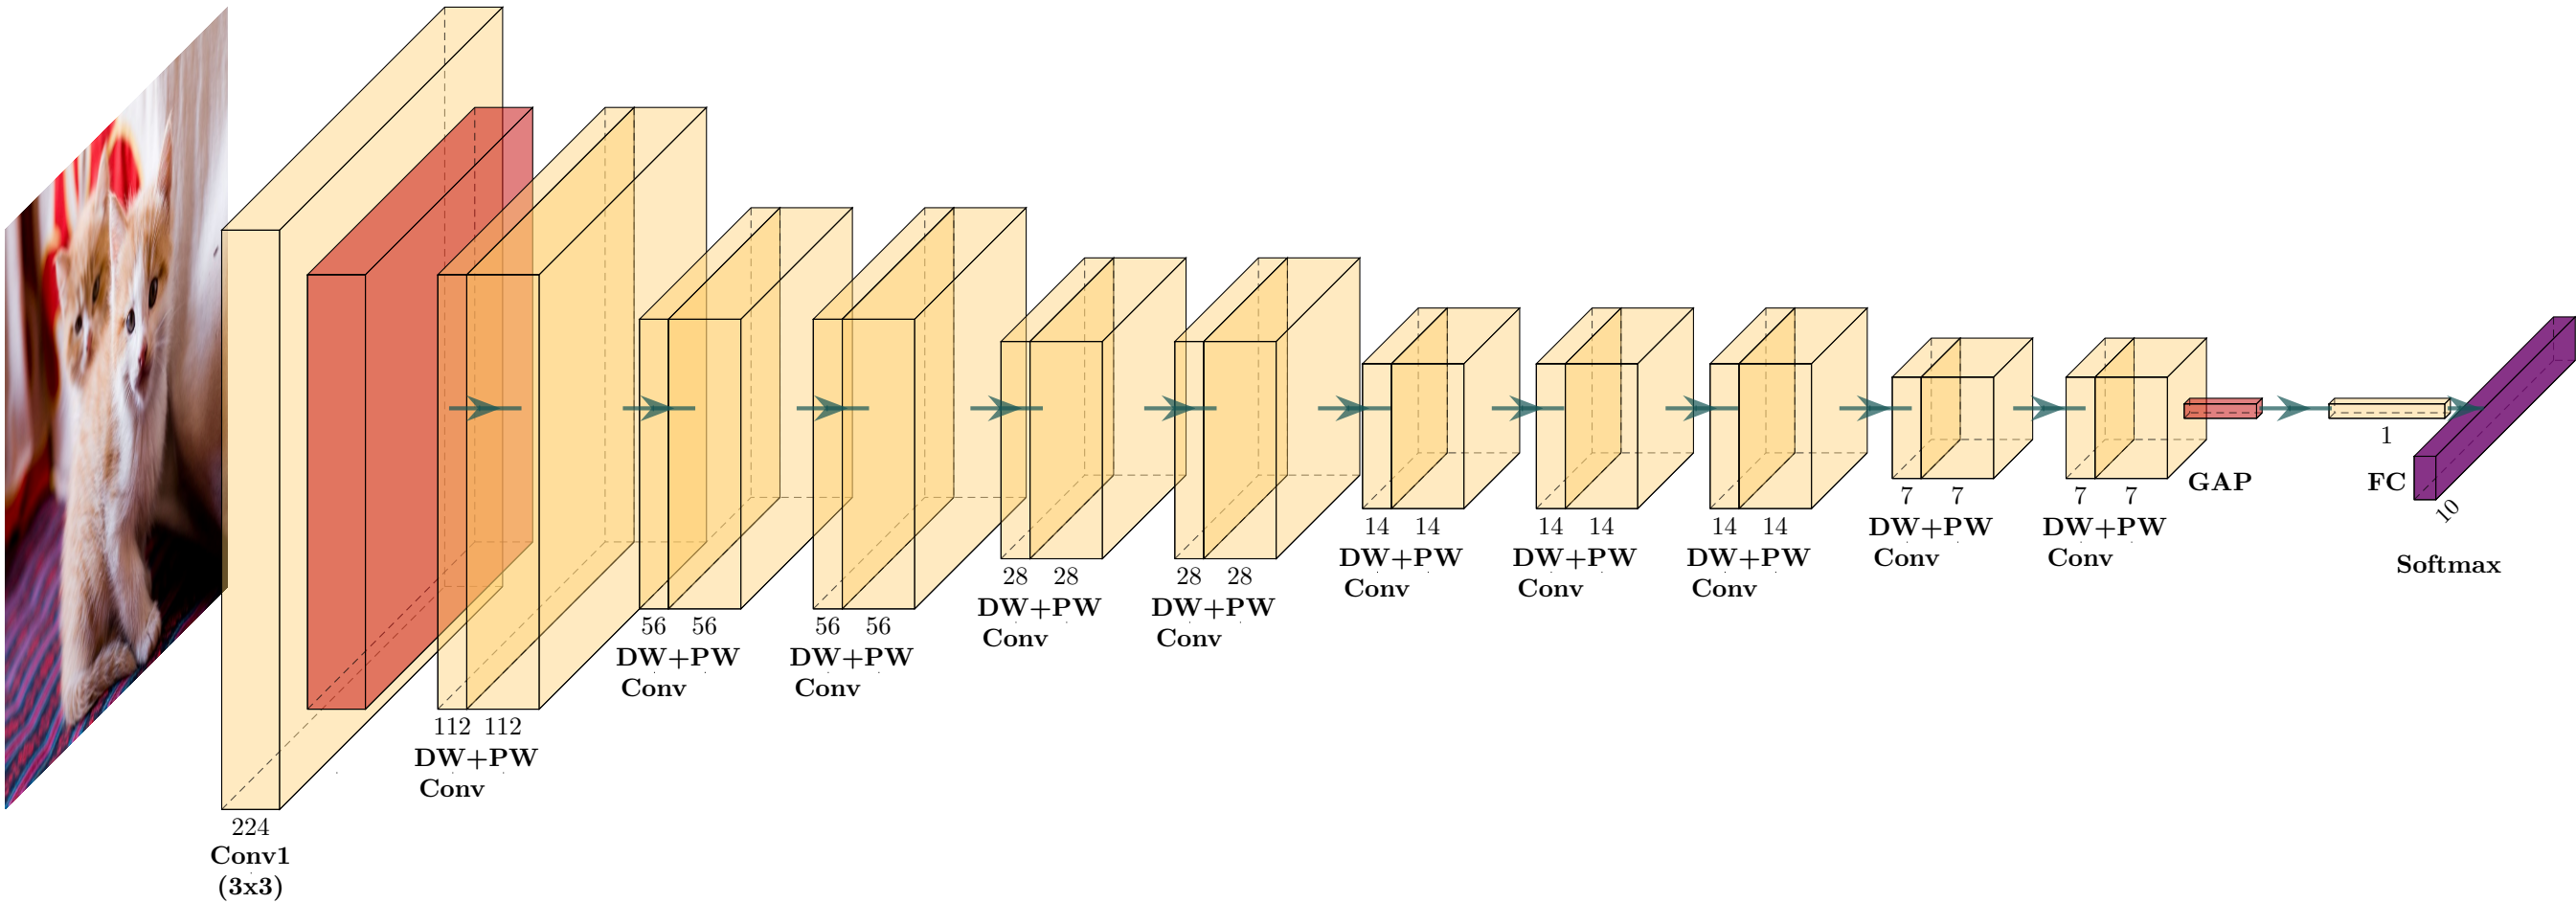 224
Conv1
(3x3)
112 112
DW+PW
Conv
56 56
DW+PW
Conv
56 56
DW+PW
Conv
28 28
DW+PW
Conv
28 28
DW+PW
Conv
14 14
DW+PW
Conv
14 14
DW+PW
Conv
14 14
DW+PW
Conv
7 7
DW+PW
Conv
7 7
DW+PW
Conv
GAP
1
FC
10
Softmax